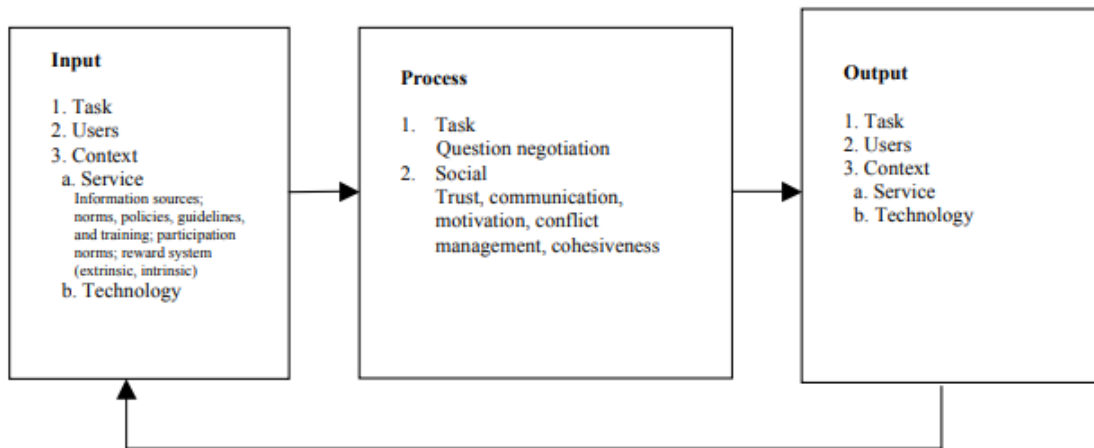 Input
1. Task
2. Users
3. Context
a. Service
Information sources;
norms, policies, guidelines,
and training; participation
norms; reward system
(extrinsic, intrinsic)
b. Technology
Process
1. Task
Question negotiation
2. Social
Trust, communication,
motivation, conflict
management, cohesiveness
Output
1. Task
2. Users
3. Context
a. Service
b. Technology